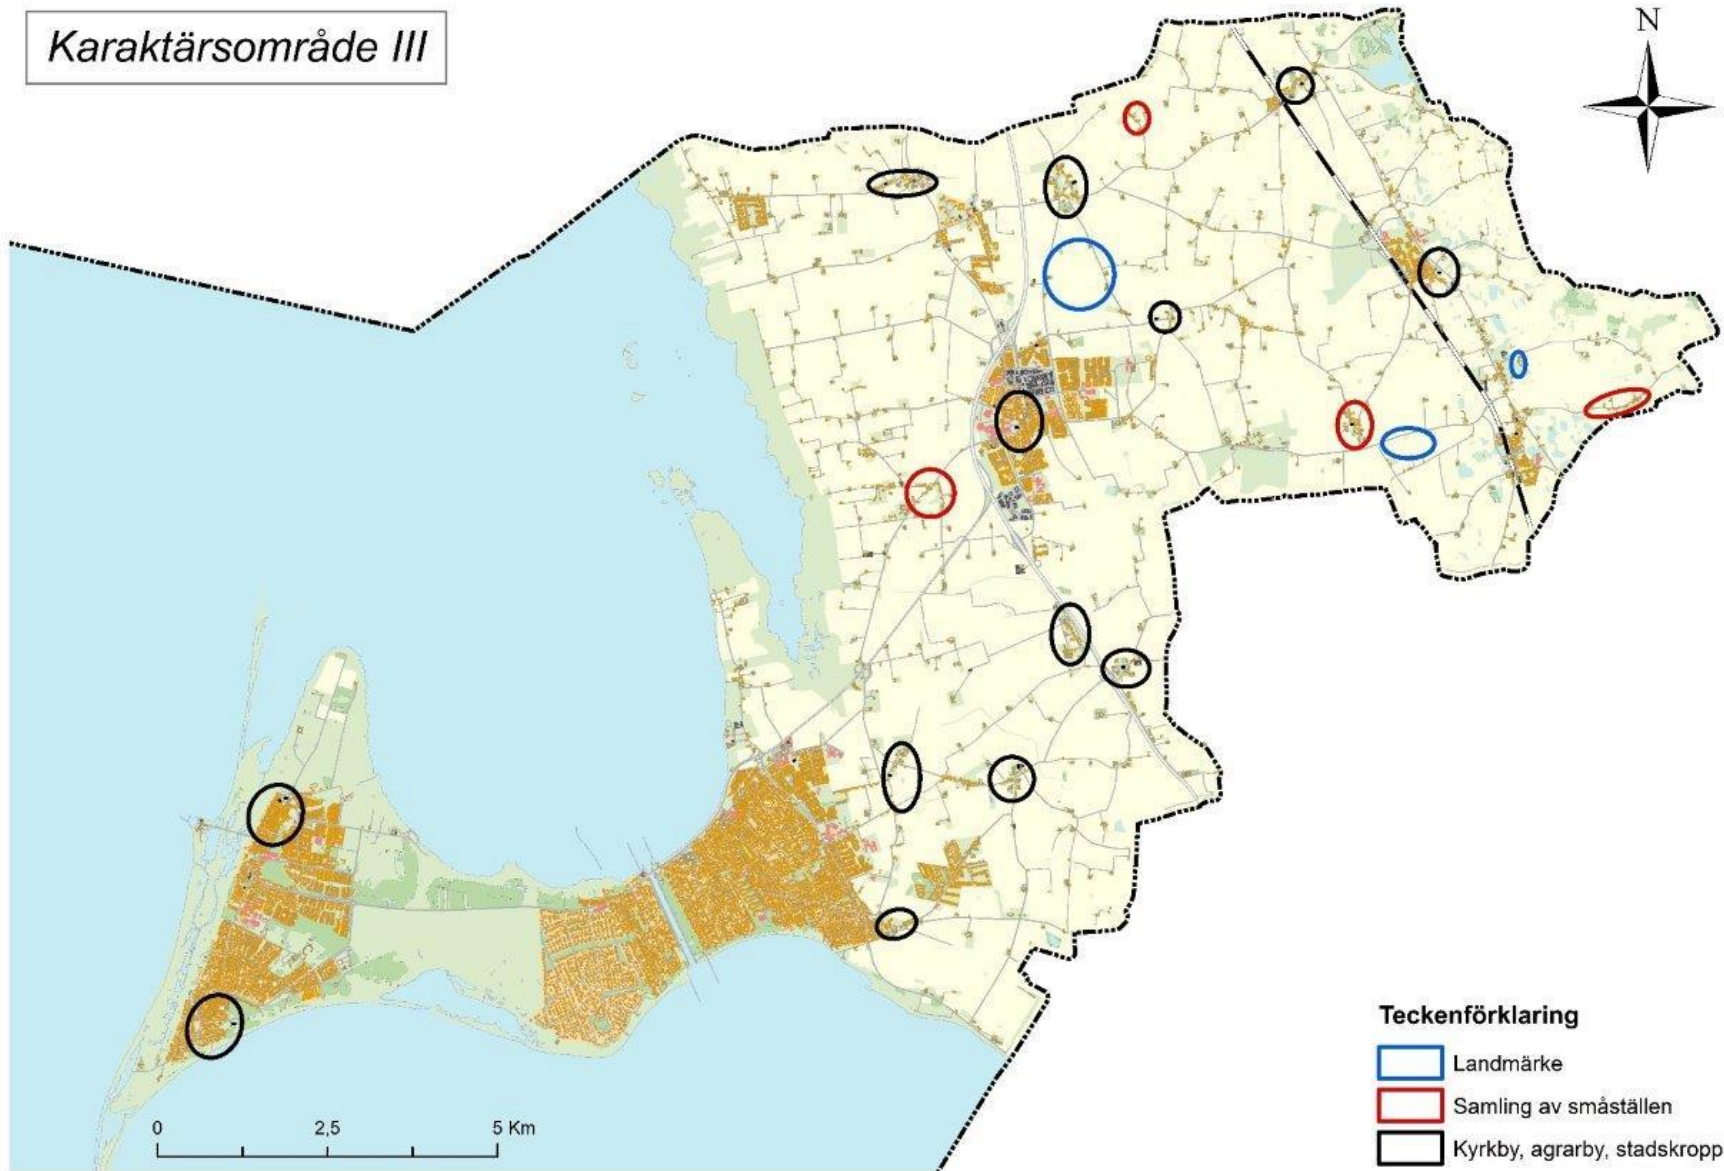 Karaktärsområde III
N
Teckenförklaring
Landmärke
Samling av småställen
Kyrkby, agrarby, stadskropp
0 2,5 5 Km